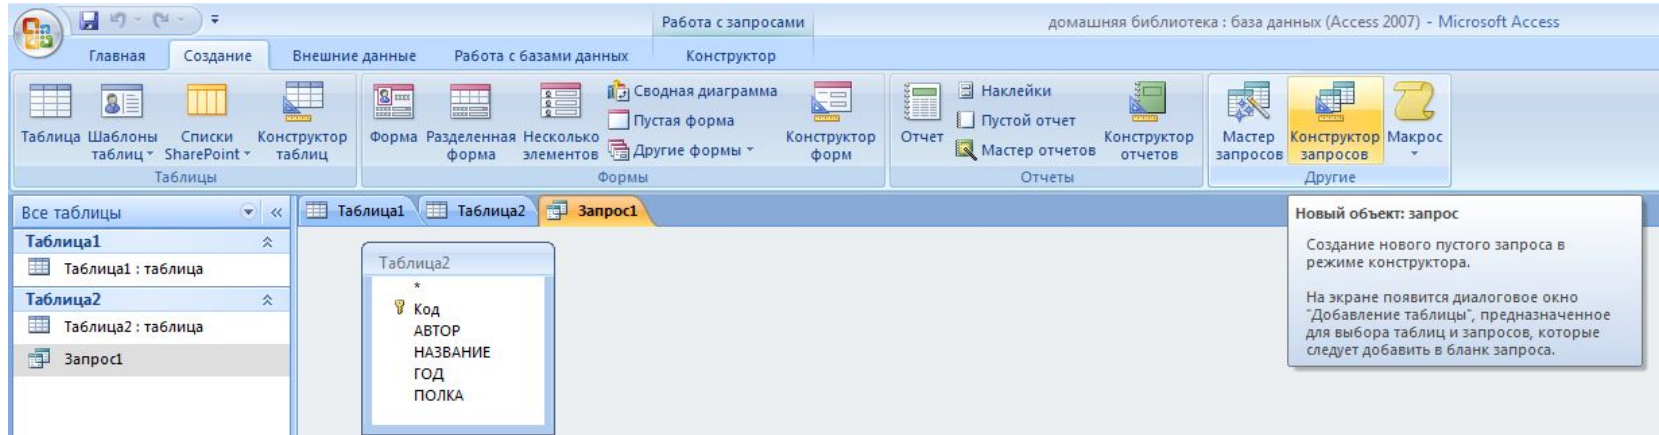 Работа с запросами
домашняя библиотека : база данных (Access 2007) - Microsoft Access
Главная Создание Внешние данные Работа с базами данных Конструктор
Таблица
Шаблоны
таблиц
Списки
SharePoint
Конструктор
таблиц
Таблицы
Форма
Разделенная
форма
Несколько
элементов
Сводная диаграмма
Пустая форма
Другие формы
Конструктор
форм
Формы
Отчет
Наклейки
Пустой отчет
Мастер отчетов
Конструктор
отчетов
Отчеты
Мастер
запросов
Конструктор
запросов
Макрос
Другие
Все таблицы
Таблица1
Таблица1 : таблица
Таблица2
Таблица2 : таблица
Запрос1
Таблица1 Таблица2 Запрос1
Таблица2
*
Код
АВТОР
НАЗВАНИЕ
ГОД
ПОЛКА
Новый объект: запрос
Создание нового пустого запроса в
режиме конструктора.
На экране появится диалоговое окно
"Добавление таблицы", предназначенное
для выбора таблиц и запросов, которые
следует добавить в бланк запроса.